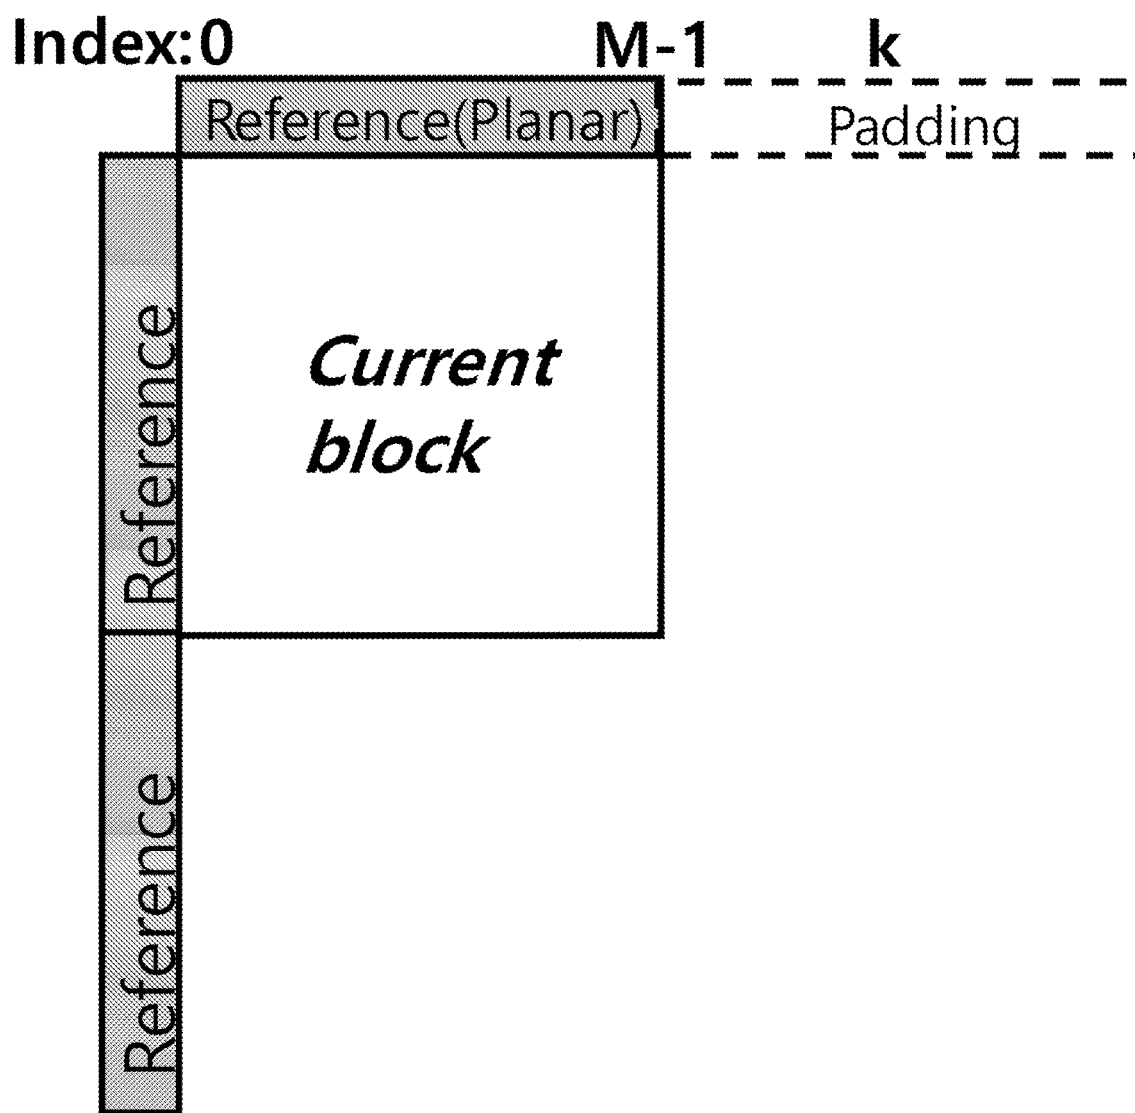 Index:0 M-1 k
Reference(Planar) Padding
Reference
Current
block
Reference